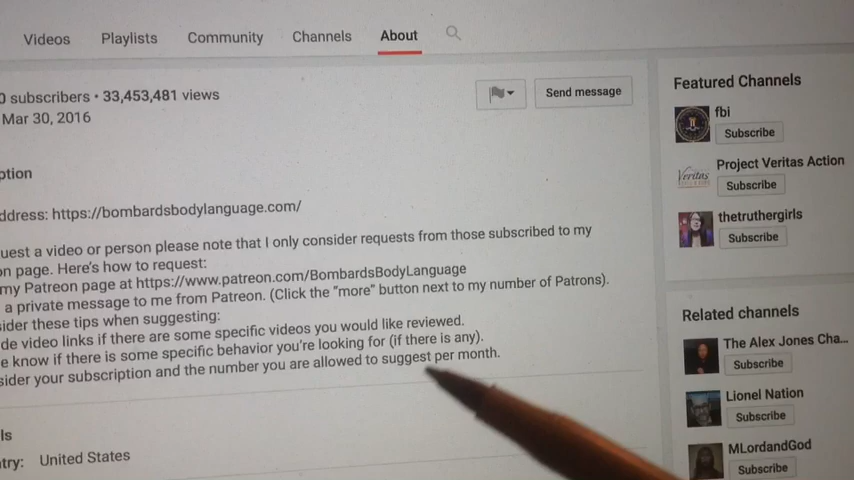 Videos Playlists Community Channels About
0 subscribers • 33,453,481 views
Mar 30, 2016
Send message
ption
ddress: https://bombardsbodylanguage.com/
uest a video or person please note that I only consider requests from those subscribed to my
on page. Here's how to request:
my Patreon page at https://www.patreon.com/BombardsBodyLanguage
a private message to me from Patreon. (Click the "more" button next to my number of Patrons).
sider these tips when suggesting:
de video links if there are some specific videos you would like reviewed.
e know if there is some specific behavior you're looking for (if there is any).
sider your subscription and the number you are allowed to suggest per month.
ls
try: United States
Featured Channels
fbi
Subscribe
Veritas
Project Veritas Action
Subscribe
thetruthergirls
Subscribe
Related channels
The Alex Jones Cha...
Subscribe
Lionel Nation
Subscribe
MLordandGod
Subscribe